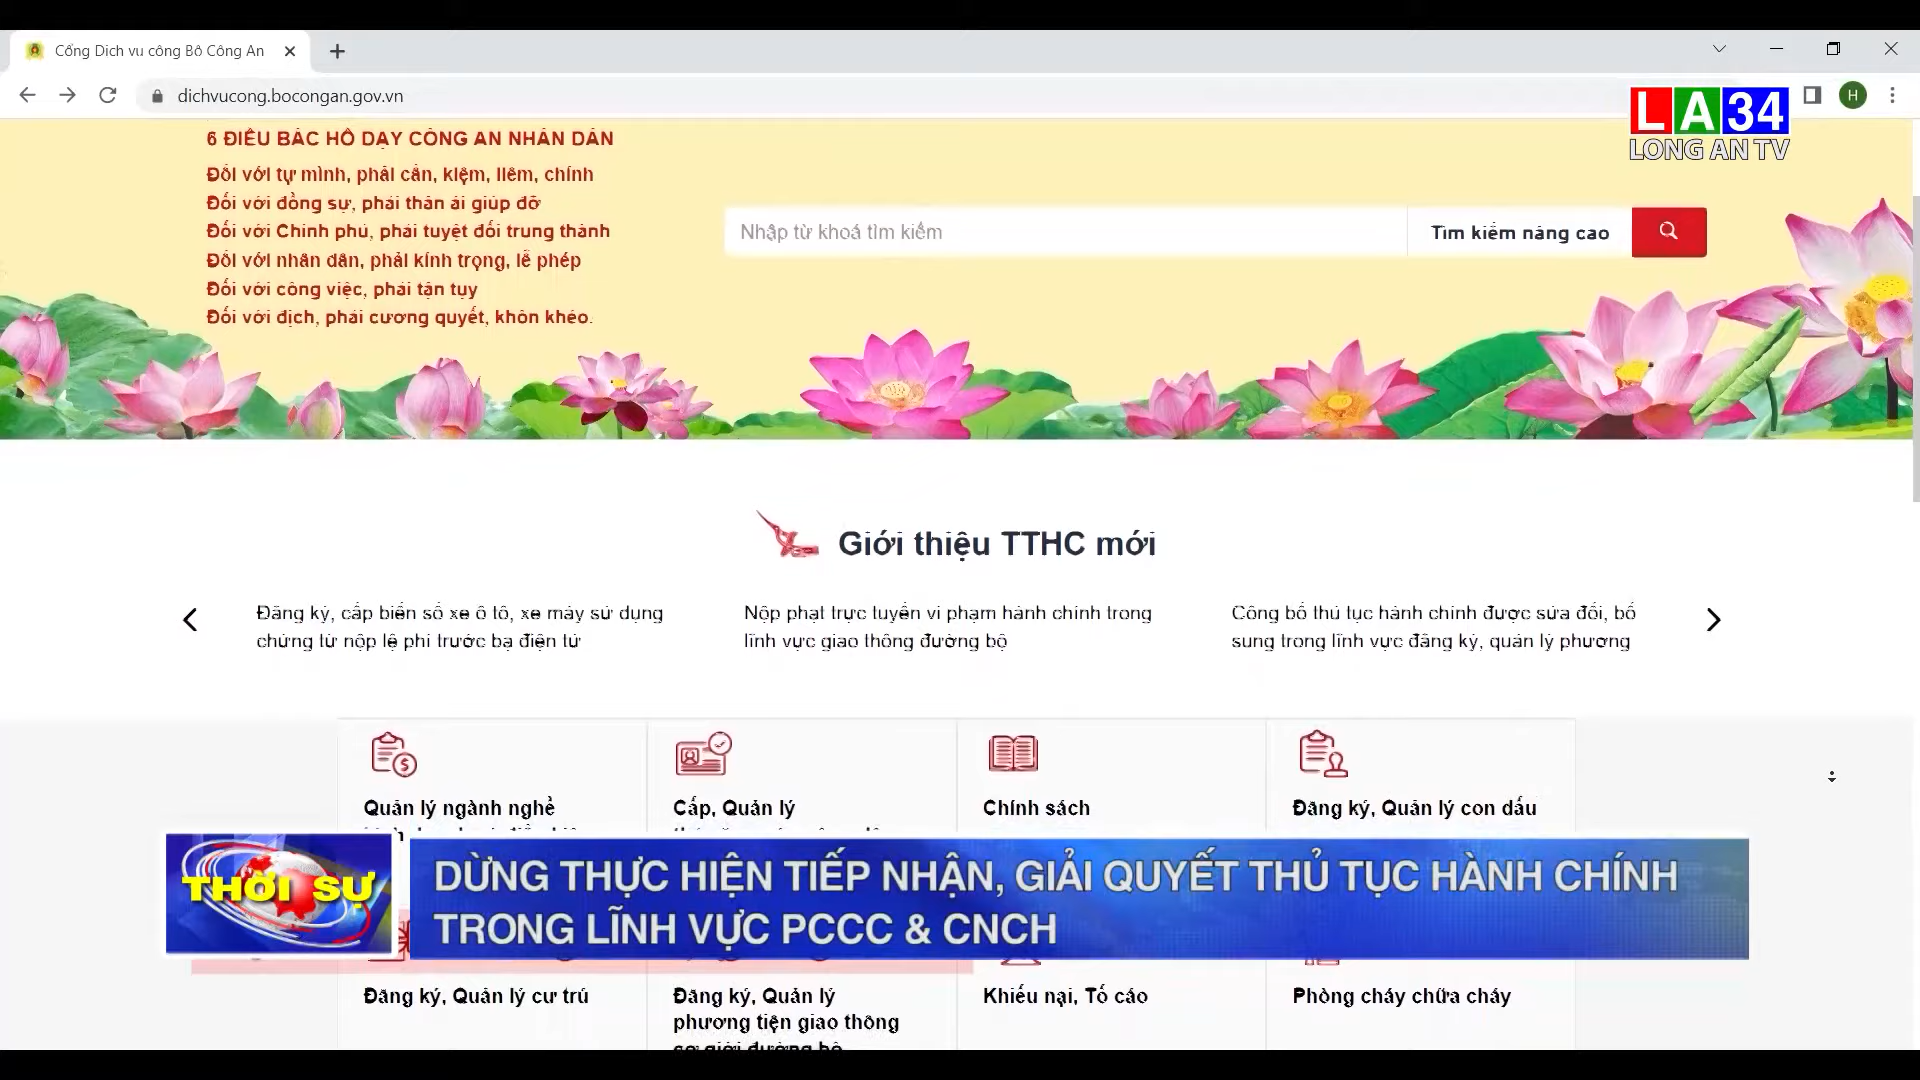 Cổng Dịch vụ công Bộ Công An
dichvucong.bocongan.gov.vn
H
LA34
LONG AN TV
6 ĐIỀU BÁC HỒ DẠY CÔNG AN NHÂN DÂN
Đối với tự mình, phải cần, kiệm, liêm, chính
Đối với đồng sự, phải thân ái giúp đỡ
Đối với Chính phủ, phải tuyệt đối trung thành
Đối với nhân dân, phải kính trọng, lễ phép
Đối với công việc, phải tận tụy
Đối với địch, phải cương quyết, khôn khéo.
Nhập từ khoá tìm kiếm
Tìm kiếm nâng cao
Giới thiệu TTHC mới
Đăng ký, cấp biển số xe ô tô, xe máy sử dụng
chứng từ nộp lệ phí trước bạ điện tử
Nộp phạt trực tuyến vi phạm hành chính trong
lĩnh vực giao thông đường bộ
Công bố thủ tục hành chính được sửa đổi, bổ
sung trong lĩnh vực đăng ký, quản lý phương
Quản lý ngành nghề
Cấp, Quản lý
Chính sách
Đăng ký, Quản lý con dấu
THỜI SỰ
DỪNG THỰC HIỆN TIẾP NHẬN, GIẢI QUYẾT THỦ TỤC HÀNH CHÍNH
TRONG LĨNH VỰC PCCC & CNCH
Đăng ký, Quản lý cư trú
Đăng ký, Quản lý
phương tiện giao thông
cơ giới đường bộ
Khiếu nại, Tố cáo
Phòng cháy chữa cháy